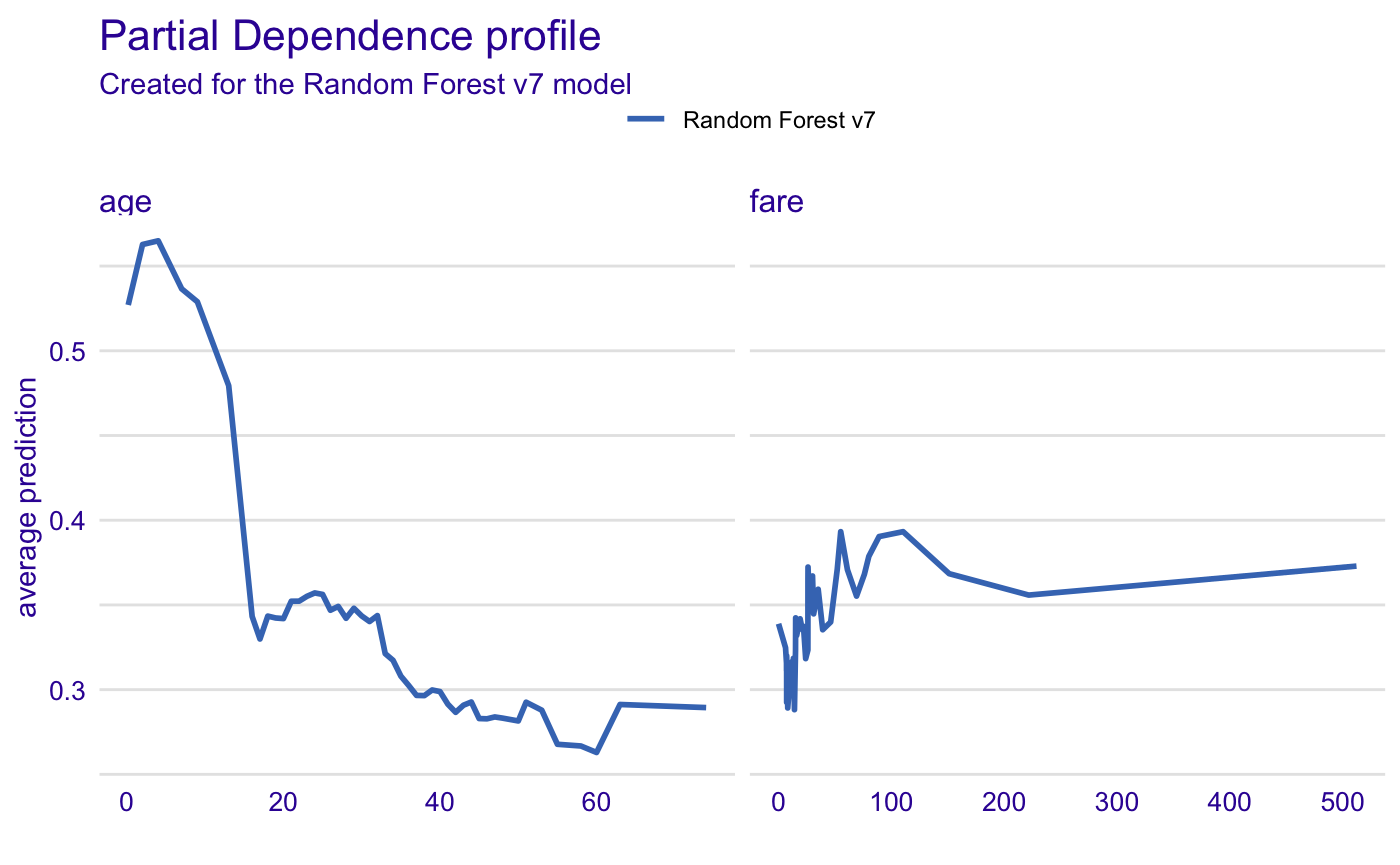 Partial Dependence profile
Created for the Random Forest v7 model
Random Forest v7
age
fare
average prediction
0.5
0.4
0.3
0 20 40 60
0 100 200 300 400 500